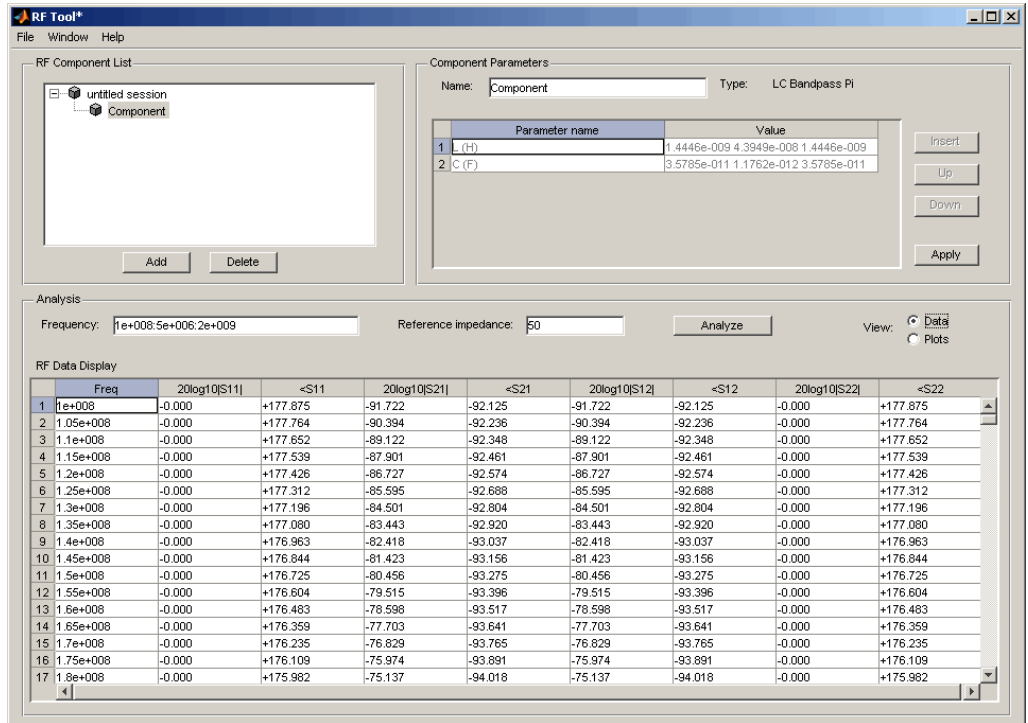 RF Tool*
File Window Help
RF Component List
untitled session
Component
Add Delete
Component Parameters
Name: Component Type: LC Bandpass Pi
Parameter name Value
1 L (H) 1.4446e-009 4.3949e-008 1.4446e-009
2 C (F) 3.5785e-011 1.1762e-012 3.5785e-011
Insert
Up
Down
Apply
Analysis
Frequency: 1e+008:5e+006:2e+009 Reference impedance: 50 Analyze View: Data
Plots
RF Data Display
Freq 20log10|S11| <S11 20log10|S21| <S21 20log10|S12| <S12 20log10|S22| <S22
1 1e+008 -0.000 +177.875 -91.722 -92.125 -91.722 -92.125 -0.000 +177.875
2 1.05e+008 -0.000 +177.764 -90.394 -92.236 -90.394 -92.236 -0.000 +177.764
3 1.1e+008 -0.000 +177.652 -89.122 -92.348 -89.122 -92.348 -0.000 +177.652
4 1.15e+008 -0.000 +177.539 -87.901 -92.461 -87.901 -92.461 -0.000 +177.539
5 1.2e+008 -0.000 +177.426 -86.727 -92.574 -86.727 -92.574 -0.000 +177.426
6 1.25e+008 -0.000 +177.312 -85.595 -92.688 -85.595 -92.688 -0.000 +177.312
7 1.3e+008 -0.000 +177.196 -84.501 -92.804 -84.501 -92.804 -0.000 +177.196
8 1.35e+008 -0.000 +177.080 -83.443 -92.920 -83.443 -92.920 -0.000 +177.080
9 1.4e+008 -0.000 +176.963 -82.418 -93.037 -82.418 -93.037 -0.000 +176.963
10 1.45e+008 -0.000 +176.844 -81.423 -93.156 -81.423 -93.156 -0.000 +176.844
11 1.5e+008 -0.000 +176.725 -80.456 -93.275 -80.456 -93.275 -0.000 +176.725
12 1.55e+008 -0.000 +176.604 -79.515 -93.396 -79.515 -93.396 -0.000 +176.604
13 1.6e+008 -0.000 +176.483 -78.598 -93.517 -78.598 -93.517 -0.000 +176.483
14 1.65e+008 -0.000 +176.359 -77.703 -93.641 -77.703 -93.641 -0.000 +176.359
15 1.7e+008 -0.000 +176.235 -76.829 -93.765 -76.829 -93.765 -0.000 +176.235
16 1.75e+008 -0.000 +176.109 -75.974 -93.891 -75.974 -93.891 -0.000 +176.109
17 1.8e+008 -0.000 +175.982 -75.137 -94.018 -75.137 -94.018 -0.000 +175.982